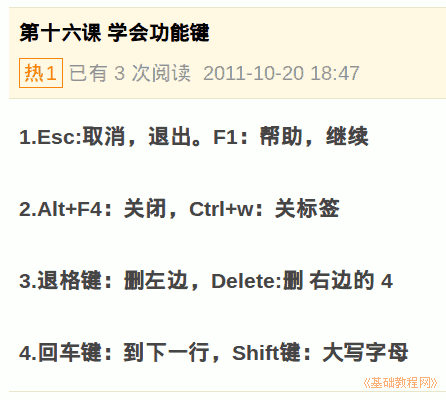 第十六课 学会功能键
热1 已有 3 次阅读 2011-10-20 18:47
1.Esc:取消，退出。F1：帮助，继续
2.Alt+F4：关闭，Ctrl+w：关标签
3.退格键：删左边，Delete:删 右边的 4
4.回车键：到下一行，Shift键：大写字母
《基础教程网》